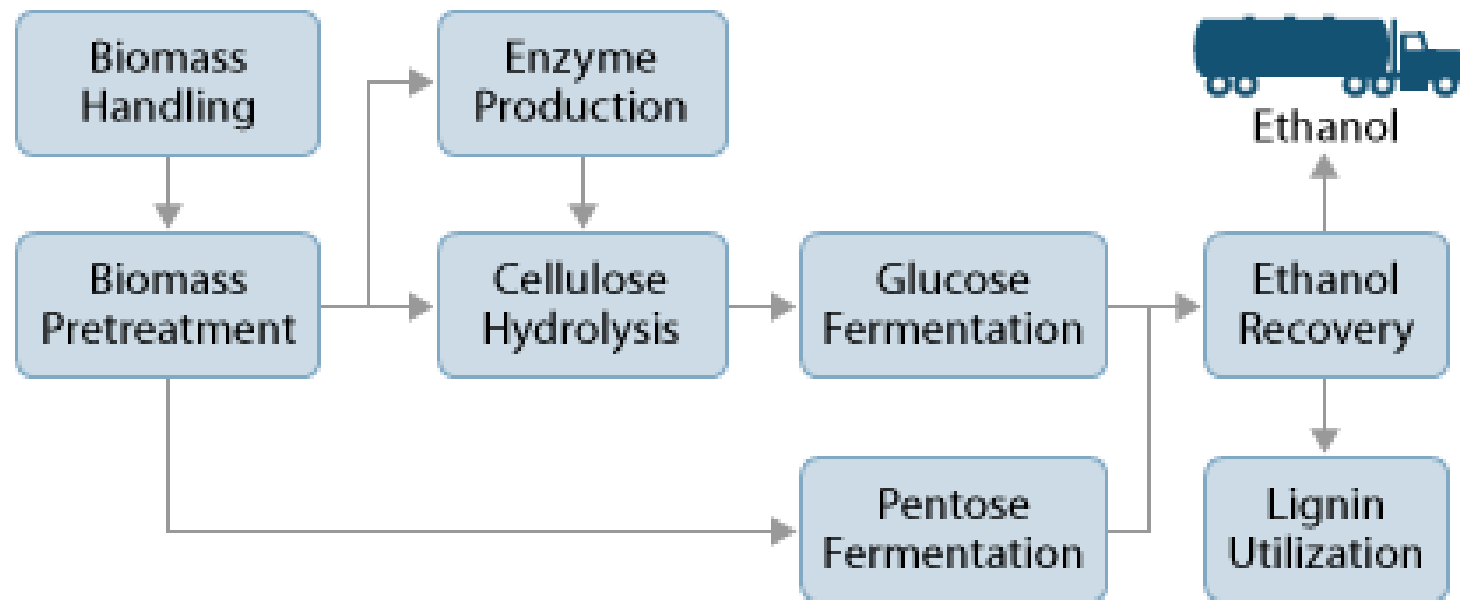 Biomass
Handling
Enzyme
Production
Ethanol
Biomass
Pretreatment
Cellulose
Hydrolysis
Glucose
Fermentation
Ethanol
Recovery
Pentose
Fermentation
Lignin
Utilization